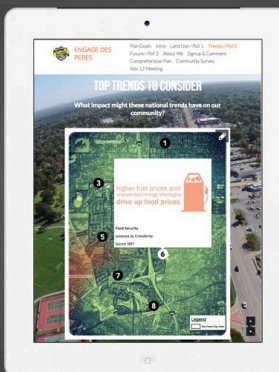 ENGAGE DES
PERES
Plan Goals Intro Land Use / Poll 1 Trends / Poll 2
Future / Poll 3 About Me Signup & Comment
Comprehensive Plan Community Survey
Nov 12 Meeting
TOP TRENDS TO CONSIDER
What impact might these national trends have on our
community?
1
higher fuel prices and
unexpected energy shortages
drive up food prices.
3
Food Security
powered by Crowdbrite.
5
6
7
8
Legend